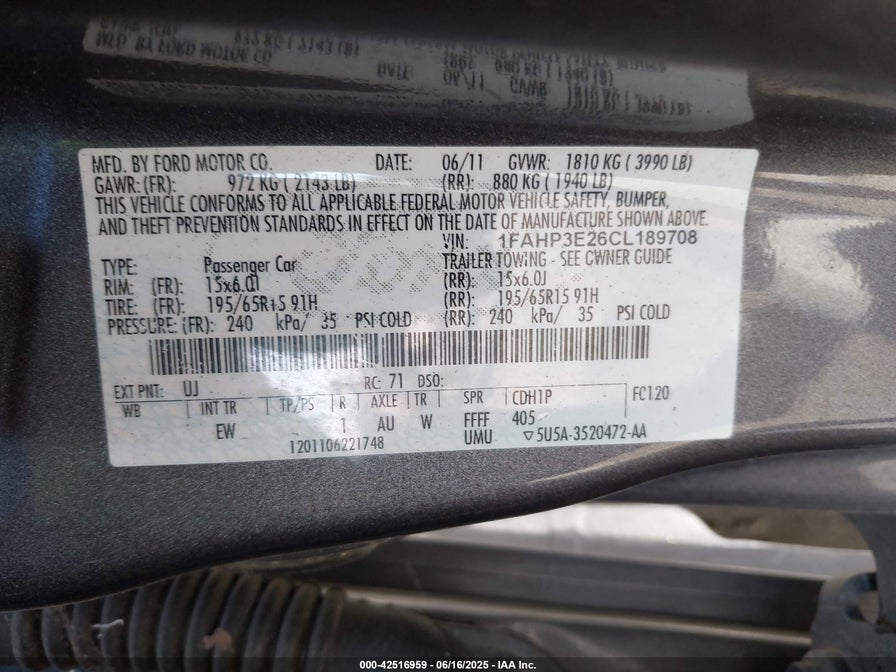 MFD. BY FORD MOTOR CO. DATE: 06/11 GVWR: 1810 KG ( 3990 LB)
GAWR: (FR): 972 KG ( 2143 LB) (RR): 880 KG ( 1940 LB)
THIS VEHICLE CONFORMS TO ALL APPLICABLE FEDERAL MOTOR VEHICLE SAFETY, BUMPER,
AND THEFT PREVENTION STANDARDS IN EFFECT ON THE DATE OF MANUFACTURE SHOWN ABOVE.
VIN: 1FAHP3E26CL189708
TYPE: Passenger Car TRAILER TOWING - SEE OWNER GUIDE
RIM: (FR): 15x6.0J (RR): 15x6.0J
TIRE: (FR): 195/65R15 91H (RR): 195/65R15 91H
PRESSURE: (FR): 240 kPa/ 35 PSI COLD (RR): 240 kPa/ 35 PSI COLD
EXT PNT: UJ RC: 71 DSO:
WB INT TR TP/PS R AXLE TR SPR CDH1P FC120
EW 1 AU W FFFF 405
1201106221748 UMU ▽5U5A-3520472-AA
000-42516959 - 06/16/2025 - IAA Inc.